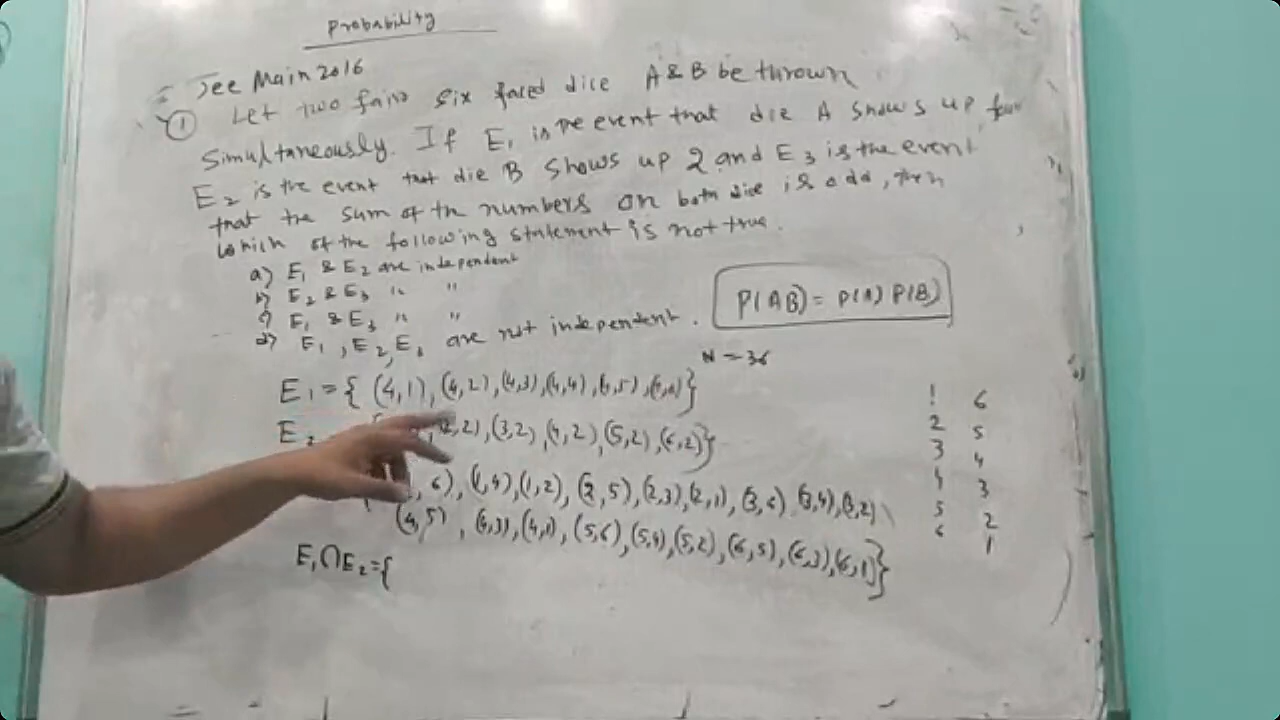 Probability
Jee Main 2016
① Let two fair six faced dice A & B be thrown
simultaneously. If E₁ is the event that die A shows up four
E₂ is the event that die B shows up 2 and E₃ is the event
that the sum of the numbers on both dice is odd, then
which of the following statement is not true.
a) E₁ & E₂ are independent
b) E₂ & E₃ " "
c) E₁ & E₃ " "
d) E₁, E₂, E₃ are not independent.
P(AB) = P(A) P(B)
N = 36
E₁ = { (4,1), (4,2), (4,3), (4,4), (4,5), (4,6)}
E₂ ,2), (3,2), (4,2), (5,2), (6,2)}
, 6), (1,4), (1,2), (2,5), (2,3), (2,1), (3,6), (3,4), (3,2)
(4,5), (4,3), (4,1), (5,6), (5,4), (5,2), (6,5), (6,3), (6,1)}
E₁∩E₂ = {
1 6
2 5
3 4
4 3
5 2
6 1